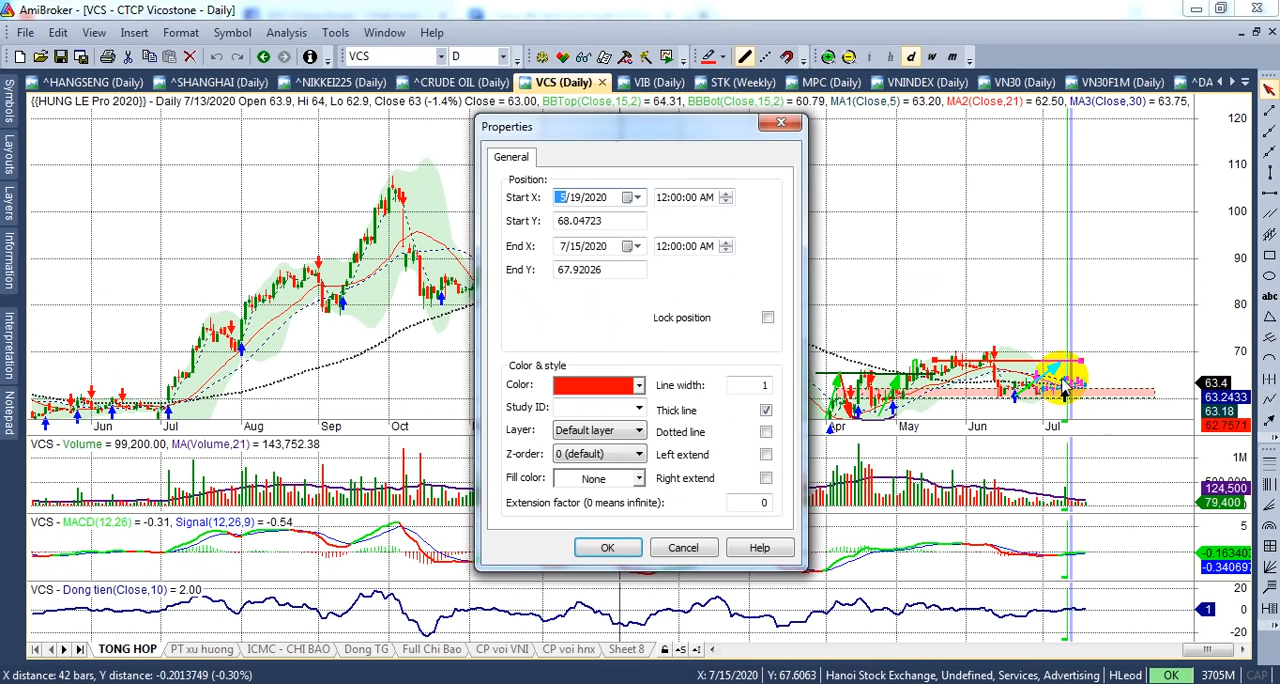 AmiBroker - [VCS - CTCP Vicostone - Daily]
File Edit View Insert Format Symbol Analysis Tools Window Help
VCS D d w m
^HANGSENG (Daily) ^SHANGHAI (Daily) ^NIKKEI225 (Daily) ^CRUDE OIL (Daily) VCS (Daily) VIB (Daily) STK (Weekly) MPC (Daily) VNINDEX (Daily) VN30 (Daily) VN30F1M (Daily) ^DA
{{HUNG LE Pro 2020}} - Daily 7/13/2020 Open 63.9, Hi 64, Lo 62.9, Close 63 (-1.4%) Close = 63.00, BBTop(Close,15,2) = 64.31, BBBot(Close,15,2) = 60.79, MA1(Close,5) = 63.20, MA2(Close,21) = 62.50, MA3(Close,30) = 63.75,
Symbols
Layouts
Layers
Information
Interpretation
Notepad
120
110
100
90
80
70
63.4
63.2433
63.18
62.7571
Jun Jul Aug Sep Oct Apr May Jun Jul
Properties
General
Position:
Start X: 5/19/2020 12:00:00 AM
Start Y: 68.04723
End X: 7/15/2020 12:00:00 AM
End Y: 67.92026
Lock position
Color & style
Color: Line width: 1
Study ID: Thick line
Layer: Default layer Dotted line
Z-order: 0 (default) Left extend
Fill color: None Right extend
Extension factor (0 means infinite): 0
OK Cancel Help
abc
VCS - Volume = 99,200.00, MA(Volume,21) = 143,752.38
1M
124,500
79,400
VCS - MACD(12,26) = -0.31, Signal(12,26,9) = -0.54
5
-0.163403
-0.340697
VCS - Dong tien(Close,10) = 2.00
20
0
1
-20
TONG HOP PT xu huong ICMC - CHI BAO Dong TG Full Chi Bao CP voi VNI CP voi hnx Sheet 8
X distance: 42 bars, Y distance: -0.2013749 (-0.30%) X: 7/15/2020 Y: 67.6063 Hanoi Stock Exchange, Undefined, Services, Advertising HLeod OK 3705M CAP